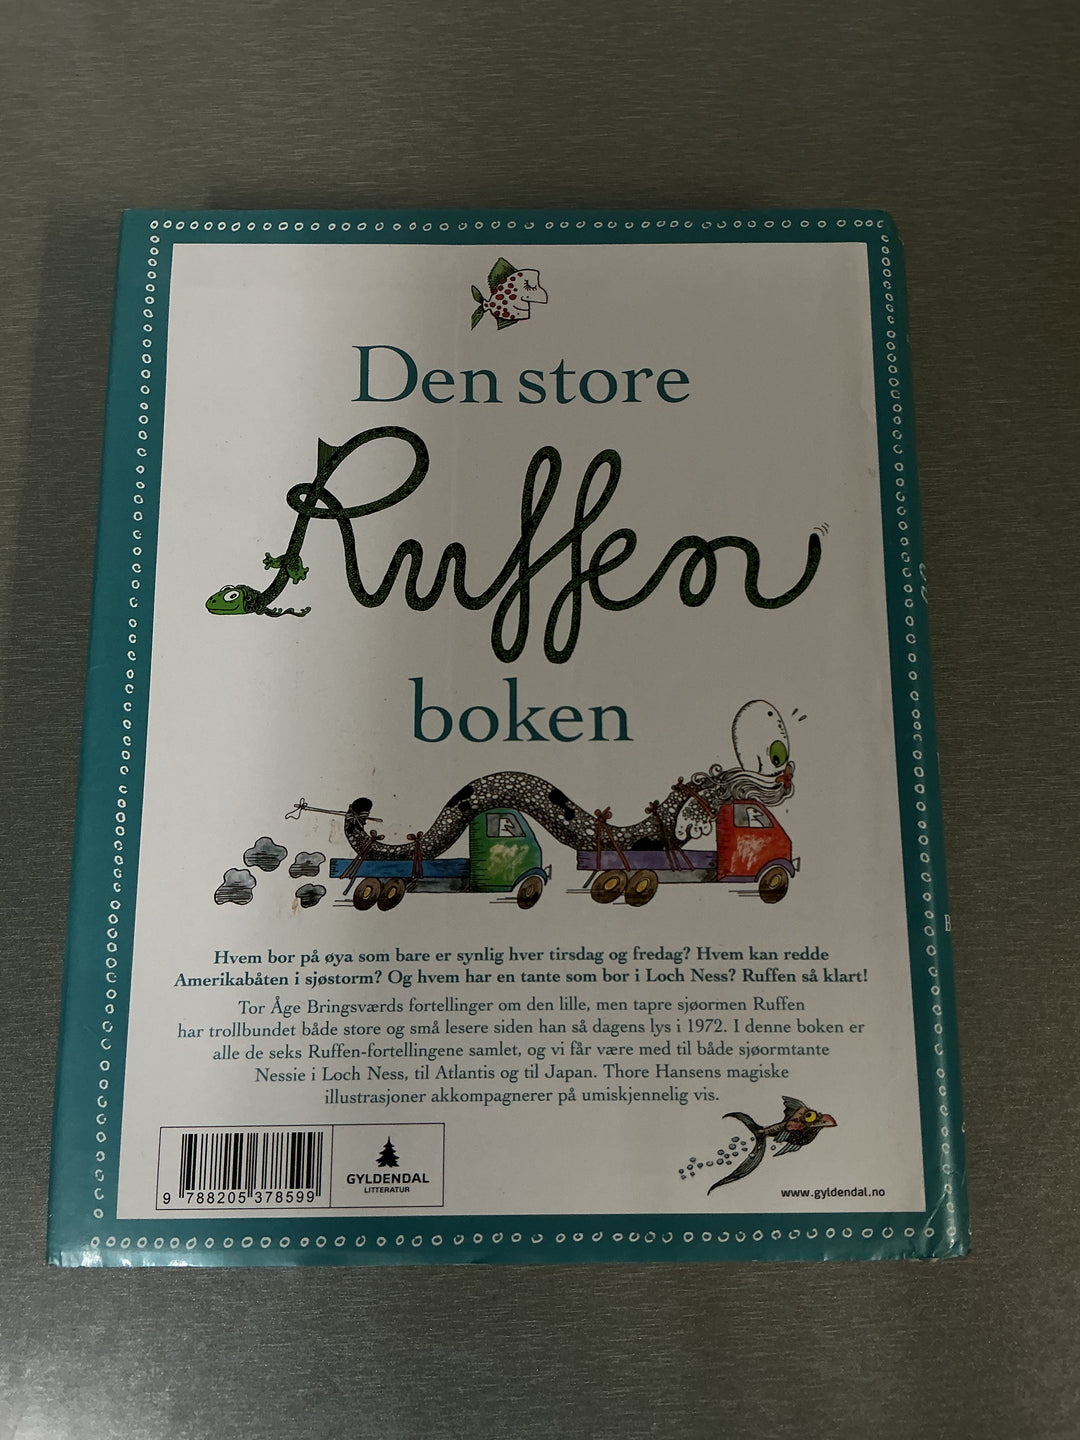 Den store
Ruffen
boken
Hvem bor på øya som bare er synlig hver tirsdag og fredag? Hvem kan redde
Amerikabåten i sjøstorm? Og hvem har en tante som bor i Loch Ness? Ruffen så klart!
Tor Åge Bringsværds fortellinger om den lille, men tapre sjøormen Ruffen
har trollbundet både store og små lesere siden han så dagens lys i 1972. I denne boken er
alle de seks Ruffen-fortellingene samlet, og vi får være med til både sjøormtante
Nessie i Loch Ness, til Atlantis og til Japan. Thore Hansens magiske
illustrasjoner akkompagnerer på umiskjennelig vis.
9 788205 378599
GYLDENDAL
LITTERATUR
www.gyldendal.no